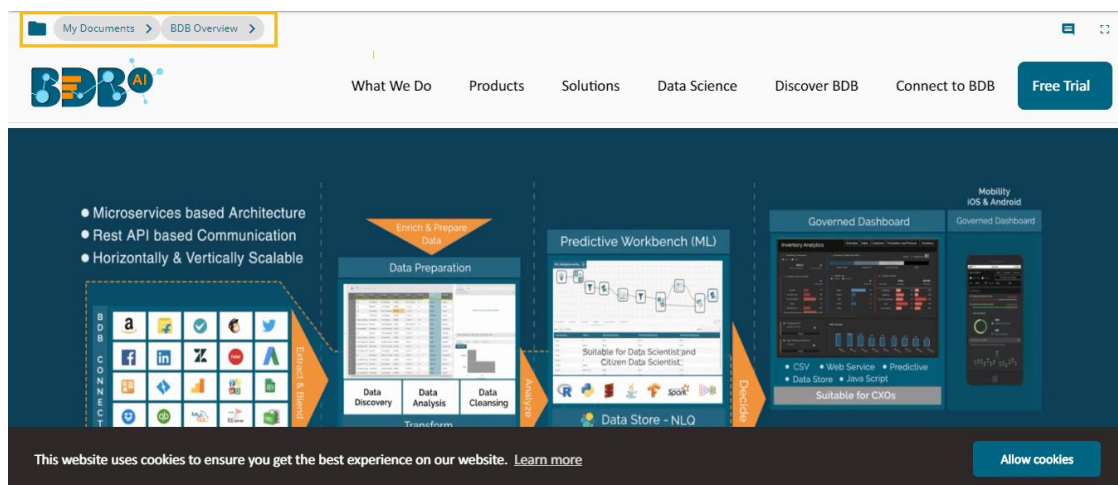 My Documents > BDB Overview >
BDB AI
What We Do Products Solutions Data Science Discover BDB Connect to BDB Free Trial
• Microservices based Architecture
• Rest API based Communication
• Horizontally & Vertically Scalable
BDB CONNECT
Extract & Blend
Enrich & Prepare
Data
Data Preparation
Data
Discovery
Data
Analysis
Data
Cleansing
Transform
Analyze
Predictive Workbench (ML)
Suitable for Data Scientist and
Citizen Data Scientist
R
Spark
Data Store - NLQ
Decide
Governed Dashboard
Inventory Analytics
• CSV • Web Service • Predictive
• Data Store • Java Script
Suitable for CXOs
Mobility
iOS & Android
Governed Dashboard
This website uses cookies to ensure you get the best experience on our website. Learn more
Allow cookies